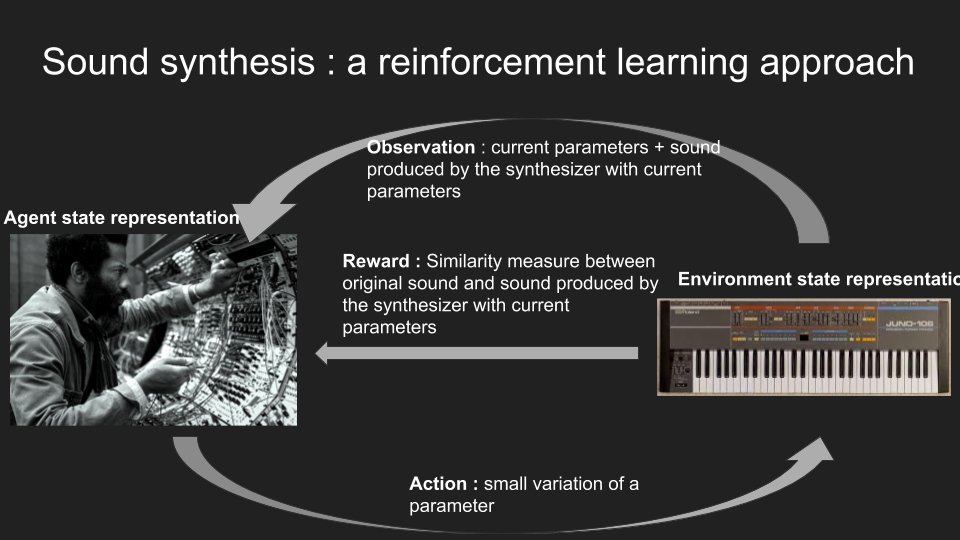 Sound synthesis : a reinforcement learning approach
Observation : current parameters + sound
produced by the synthesizer with current
parameters
Agent state representation
Reward : Similarity measure between
original sound and sound produced by
the synthesizer with current
parameters
Environment state representatio
JUNO-106
Action : small variation of a
parameter